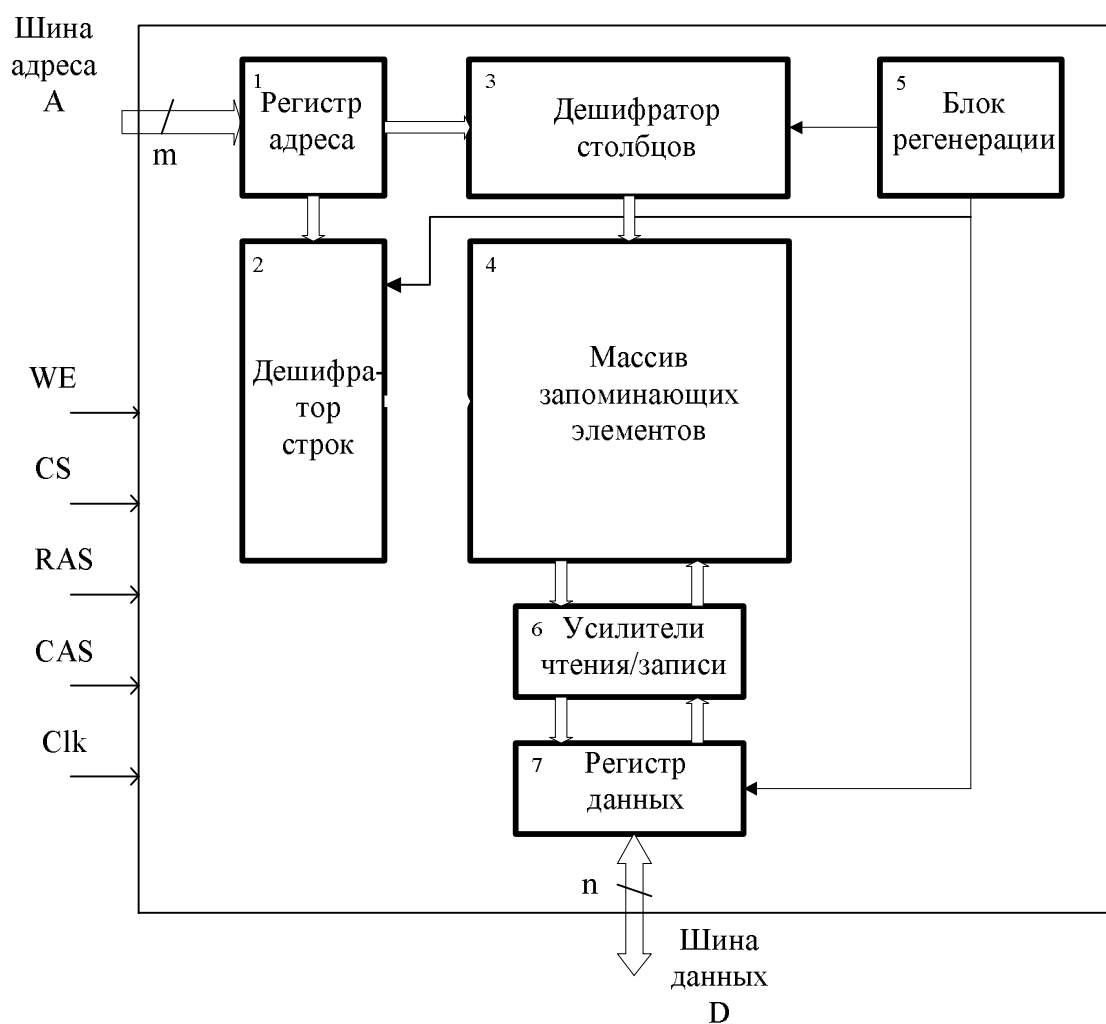 Шина
адреса
A
m
1
Регистр
адреса
3
Дешифратор
столбцов
5
Блок
регенерации
2
Дешифра-
тор
строк
4
Массив
запоминающих
элементов
WE
CS
RAS
CAS
Clk
6
Усилители
чтения/записи
7
Регистр
данных
n
Шина
данных
D